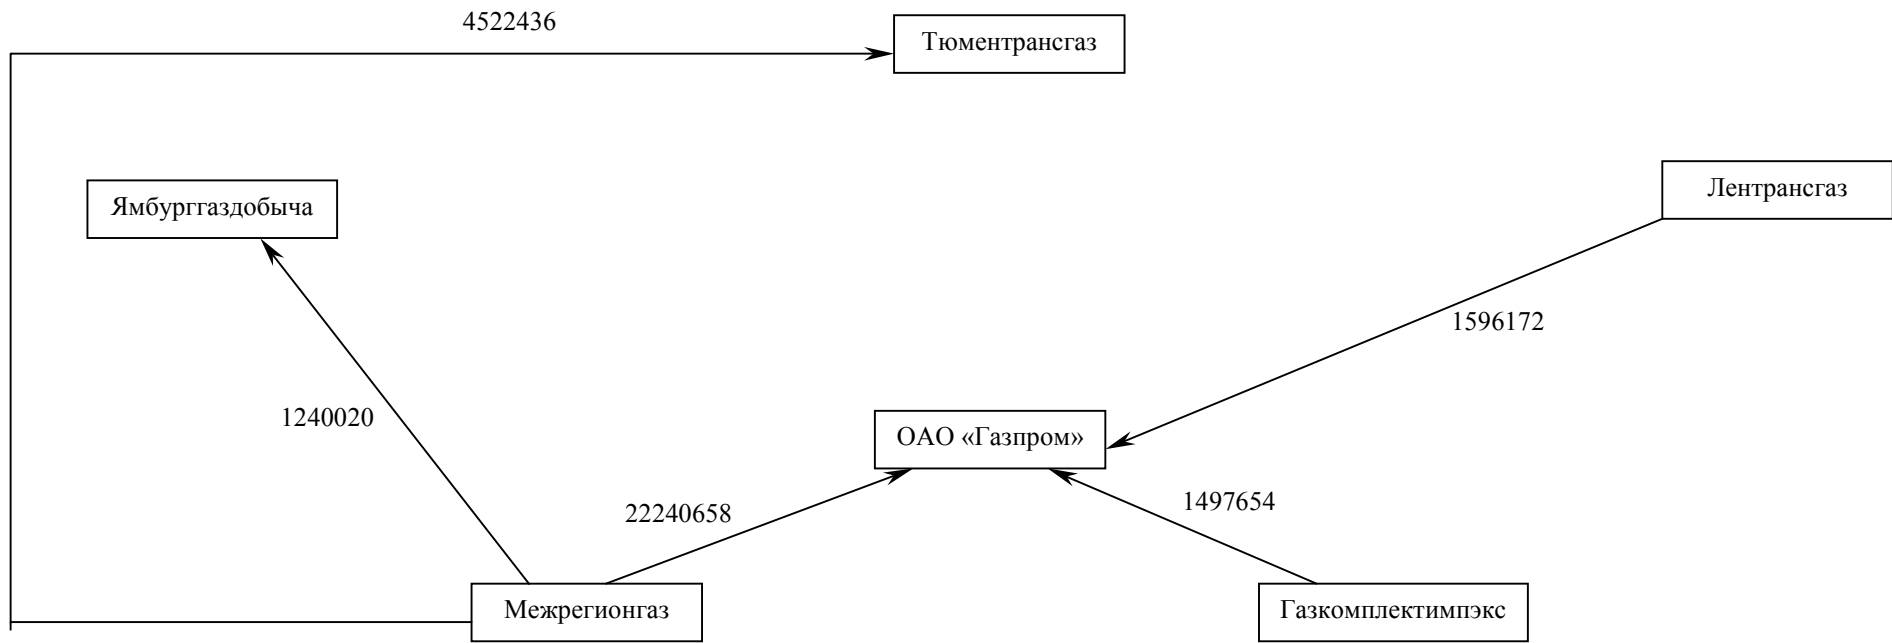 4522436
Тюментрансгаз
Ямбурггаздобыча
Лентрансгаз
1596172
1240020
ОАО «Газпром»
22240658
1497654
Межрегионгаз
Газкомплектимпэкс